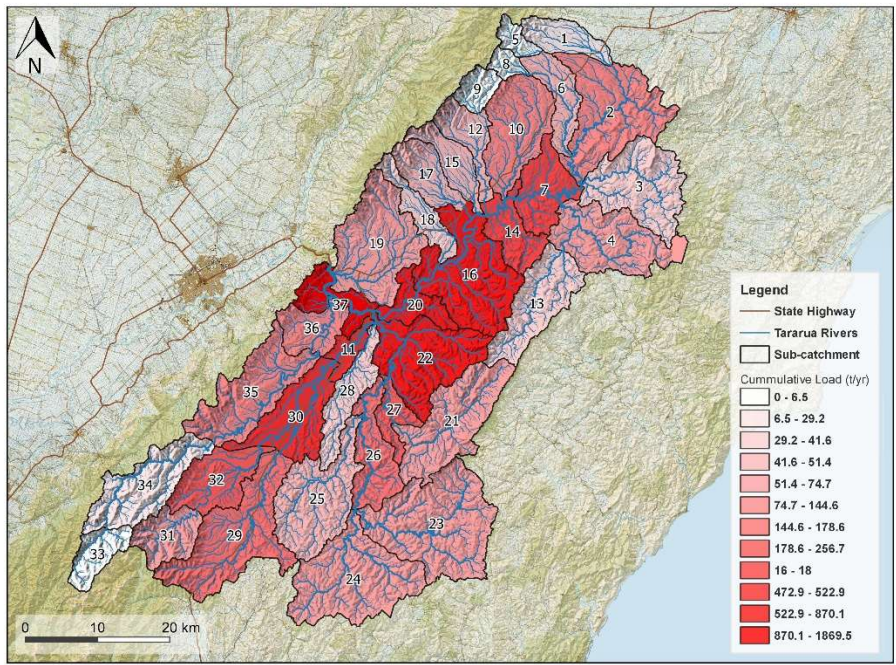 N
5
1
8
9
6
2
12
10
15
17
3
7
18
14
4
19
16
13
20
37
36
11
22
28
35
27
21
30
26
34
32
25
23
31
29
33
24
0 10 20 km
Legend
State Highway
Tararua Rivers
Sub-catchment
Cummulative Load (t/yr)
0 - 6.5
6.5 - 29.2
29.2 - 41.6
41.6 - 51.4
51.4 - 74.7
74.7 - 144.6
144.6 - 178.6
178.6 - 256.7
16 - 18
472.9 - 522.9
522.9 - 870.1
870.1 - 1869.5